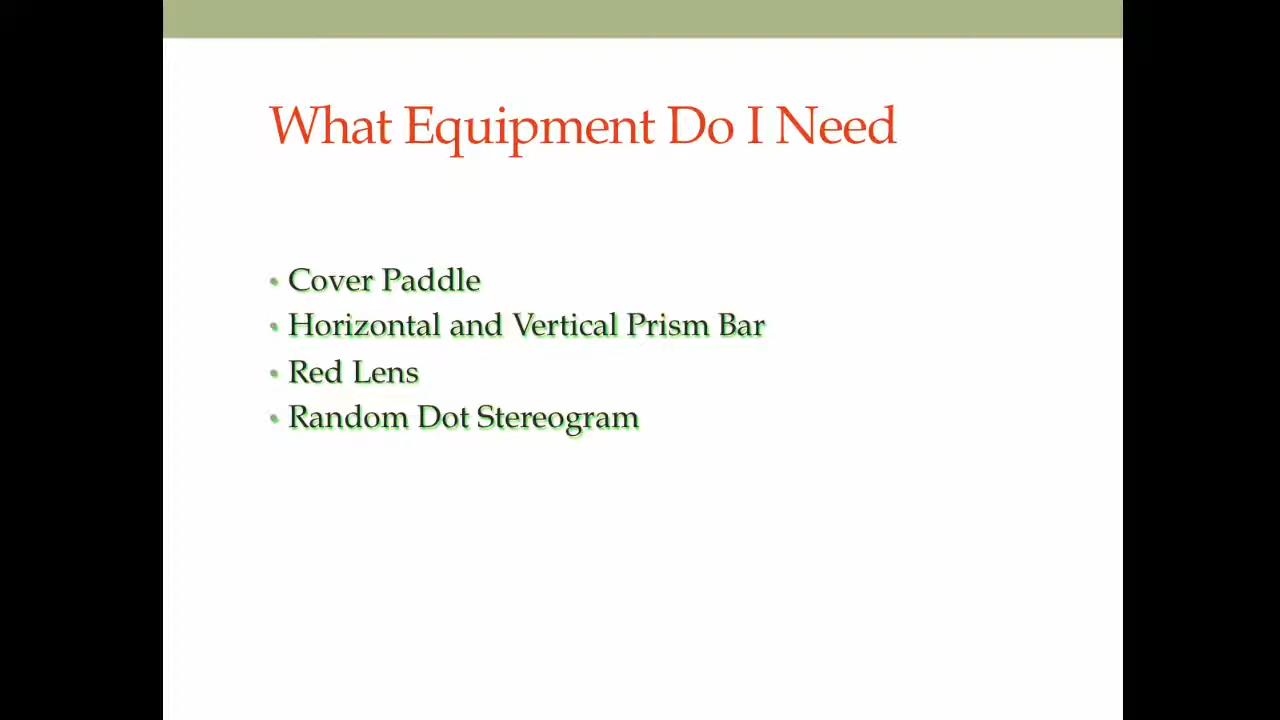 What Equipment Do I Need
• Cover Paddle
• Horizontal and Vertical Prism Bar
• Red Lens
• Random Dot Stereogram